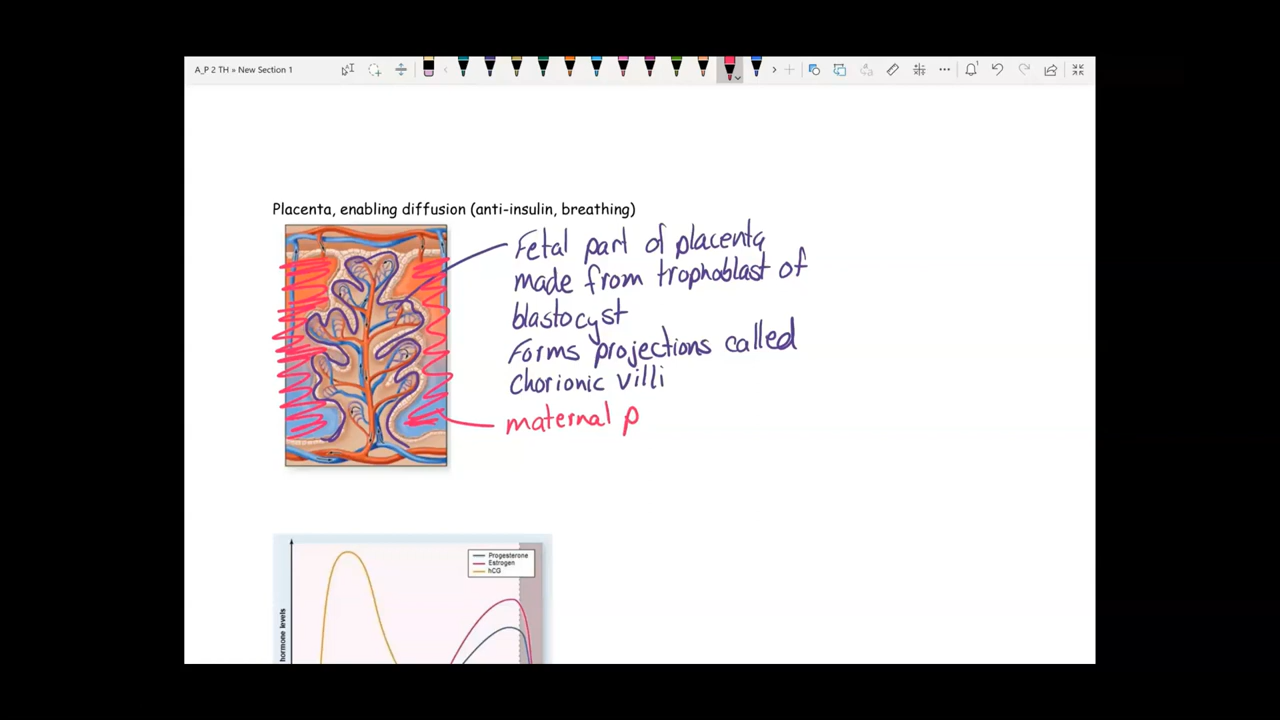 A_P 2 TH » New Section 1
Placenta, enabling diffusion (anti-insulin, breathing)
Fetal part of placenta
made from trophoblast of
blastocyst
Forms projections called
Chorionic villi
maternal p
Progesterone
Estrogen
hCG
hormone levels